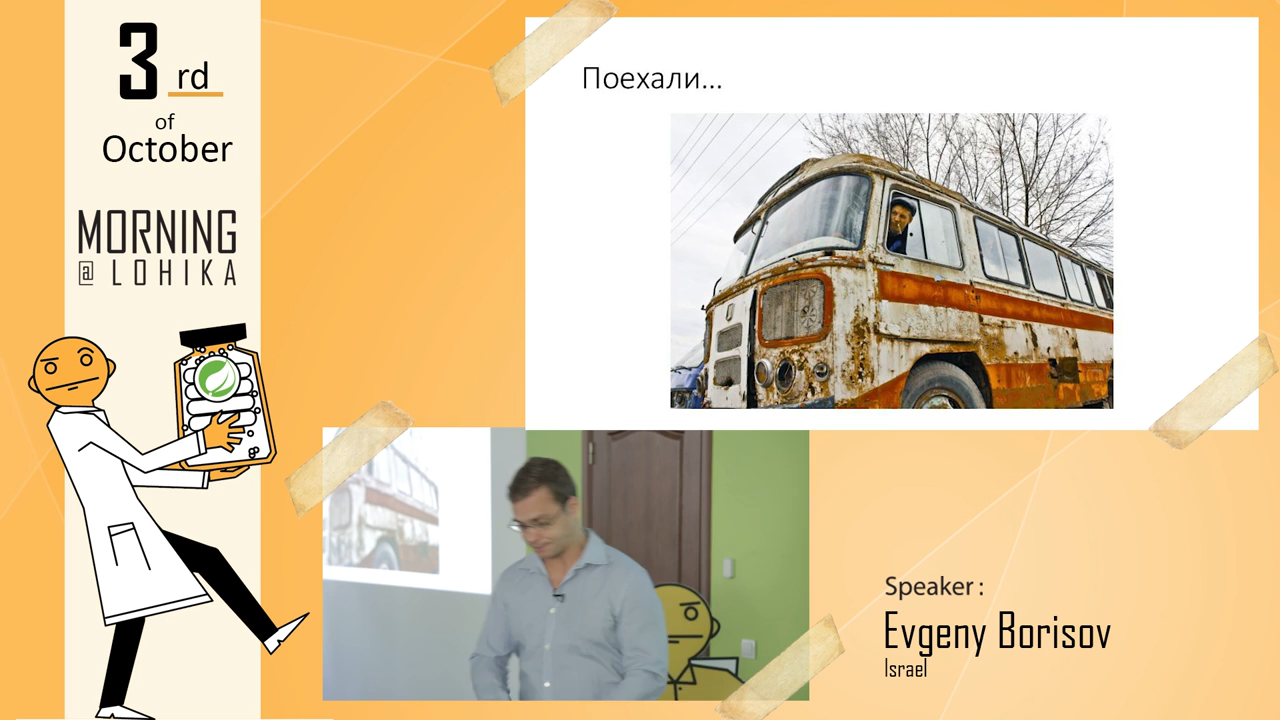 3 rd
of
October
MORNING
@ LOHIKA
Поехали...
Speaker :
Evgeny Borisov
Israel